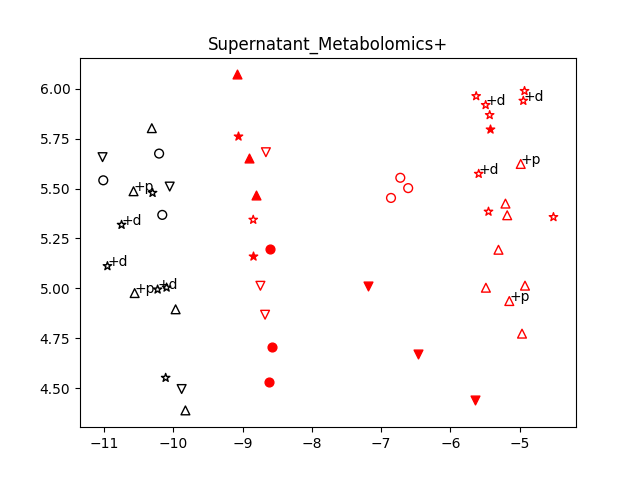 Supernatant_Metabolomics+
6.00
5.75
5.50
5.25
5.00
4.75
4.50
+d
+d
+d
+p
+p
+d
+d
+p
+d
+p
−11
−10
−9
−8
−7
−6
−5